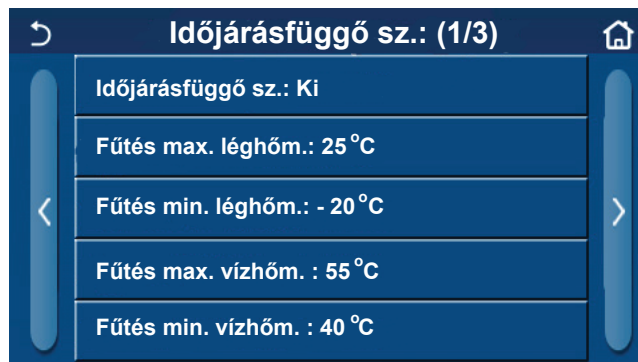 Időjárásfüggő sz.: (1/3)
Időjárásfüggő sz.: Ki
Fűtés max. léghőm.: 25 °C
Fűtés min. léghőm.: - 20 °C
Fűtés max. vízhőm. : 55 °C
Fűtés min. vízhőm. : 40 °C